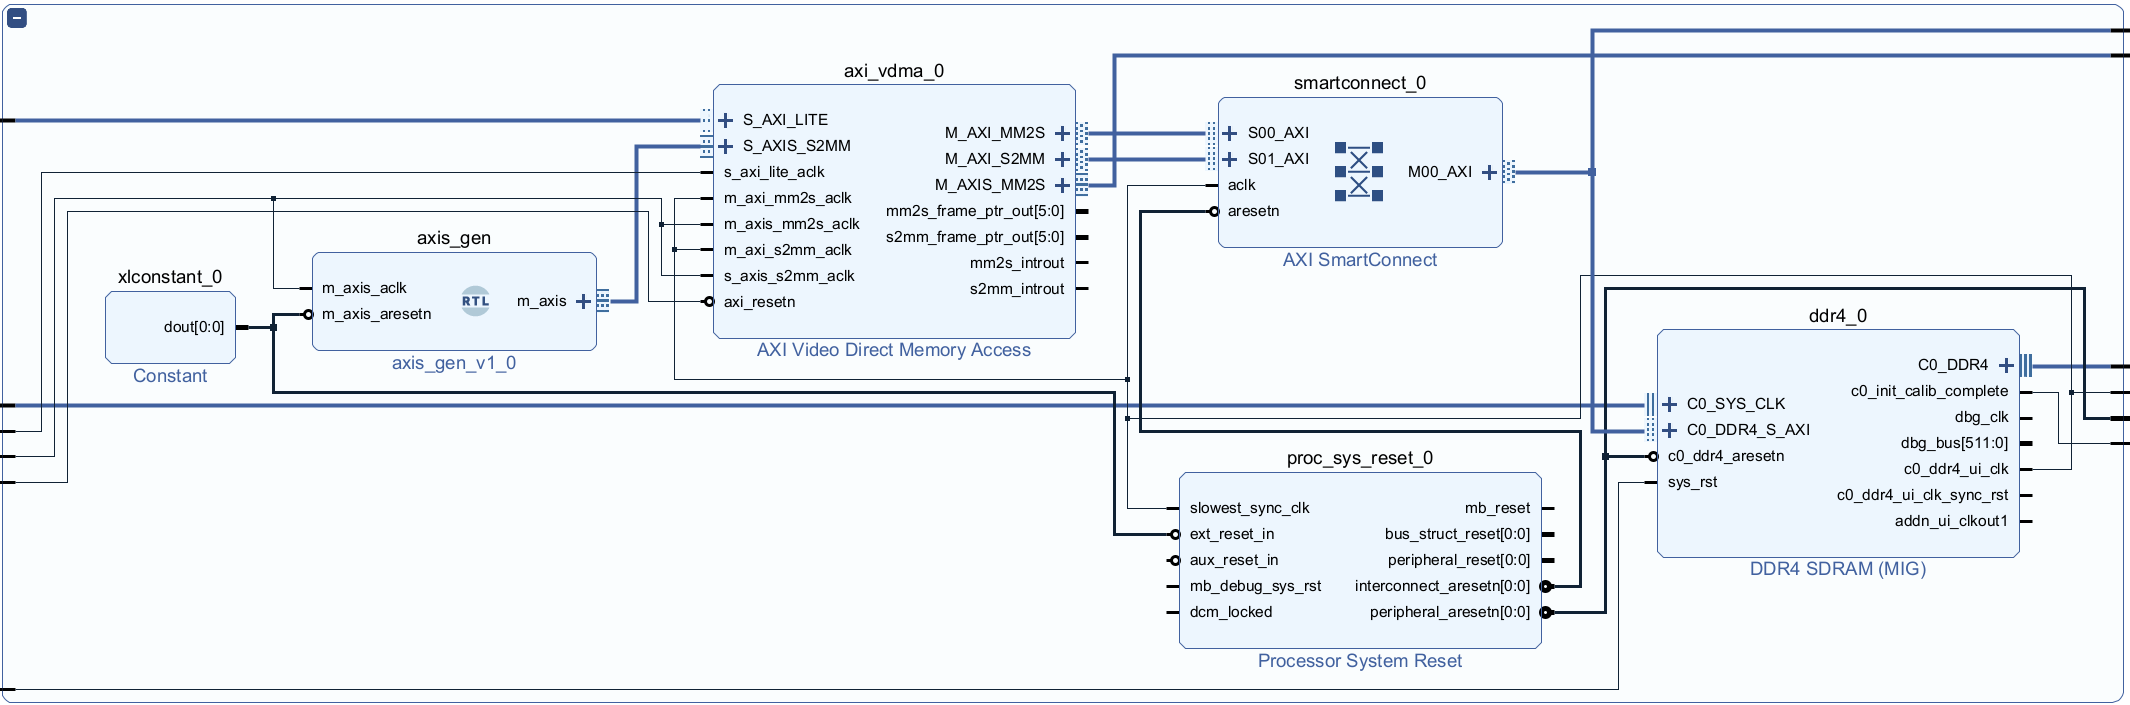 xlconstant_0
dout[0:0]
Constant
axis_gen
m_axis_aclk
m_axis_aresetn
RTL
m_axis
axis_gen_v1_0
axi_vdma_0
S_AXI_LITE
S_AXIS_S2MM
s_axi_lite_aclk
m_axi_mm2s_aclk
m_axis_mm2s_aclk
m_axi_s2mm_aclk
s_axis_s2mm_aclk
axi_resetn
M_AXI_MM2S
M_AXI_S2MM
M_AXIS_MM2S
mm2s_frame_ptr_out[5:0]
s2mm_frame_ptr_out[5:0]
mm2s_introut
s2mm_introut
AXI Video Direct Memory Access
smartconnect_0
S00_AXI
S01_AXI
aclk
aresetn
M00_AXI
AXI SmartConnect
proc_sys_reset_0
slowest_sync_clk
ext_reset_in
aux_reset_in
mb_debug_sys_rst
dcm_locked
mb_reset
bus_struct_reset[0:0]
peripheral_reset[0:0]
interconnect_aresetn[0:0]
peripheral_aresetn[0:0]
Processor System Reset
ddr4_0
C0_SYS_CLK
C0_DDR4_S_AXI
c0_ddr4_aresetn
sys_rst
C0_DDR4
c0_init_calib_complete
dbg_clk
dbg_bus[511:0]
c0_ddr4_ui_clk
c0_ddr4_ui_clk_sync_rst
addn_ui_clkout1
DDR4 SDRAM (MIG)